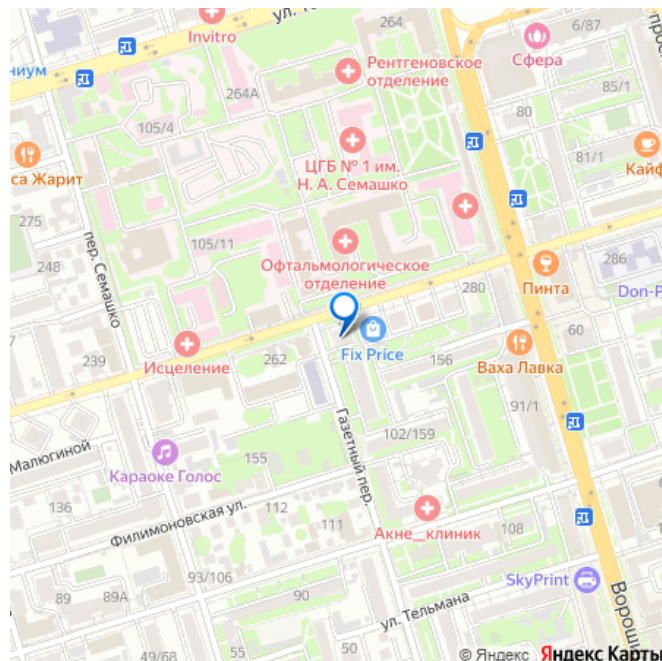 ул.
264
6/87
Invitro
Сфера
Рентгеновское
отделение
264А
85/1
80
105/4
ЦГБ № 1 им.
Н. А. Семашко
81/1
са Жарит
Кайф
275
пер. Семашко
105/11
248
Офтальмологическое
отделение
286
280
Пинта
Don-P
239
Исцеление
262
Fix Price
156
60
Ваха Лавка
91/1
Газетный пер.
102/159
Малюгиной
155
Караоке Голос
136
112
111
Филимоновская ул.
Акне_клиник
108
93/106
SkyPrint
89
89А
90
ул. Тельмана
Вороши
49/68
© Яндекс Яндекс Карты